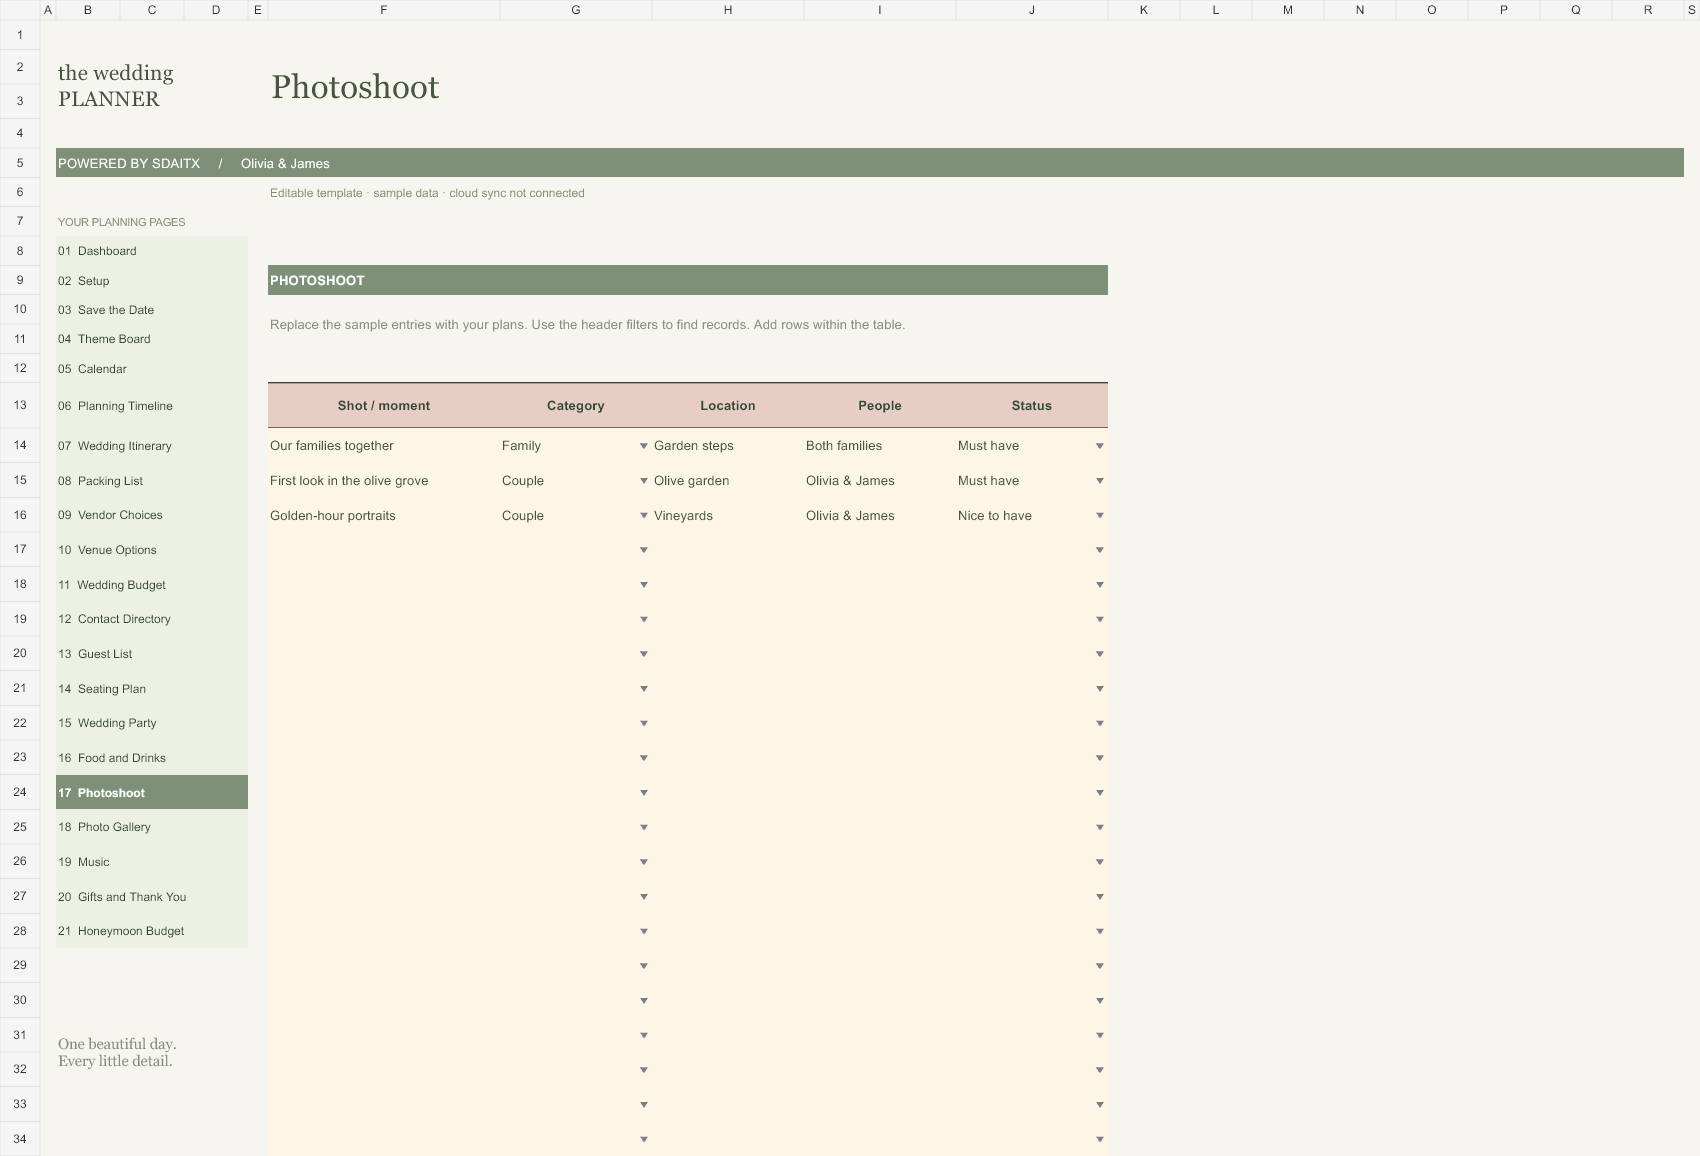 A B C D E F G H I J K L M N O P Q R S
1
2
3
4
5
6
7
8
9
10
11
12
13
14
15
16
17
18
19
20
21
22
23
24
25
26
27
28
29
30
31
32
33
34
the wedding
PLANNER
Photoshoot
POWERED BY SDAITX / Olivia & James
Editable template · sample data · cloud sync not connected
YOUR PLANNING PAGES
01 Dashboard
02 Setup
03 Save the Date
04 Theme Board
05 Calendar
06 Planning Timeline
07 Wedding Itinerary
08 Packing List
09 Vendor Choices
10 Venue Options
11 Wedding Budget
12 Contact Directory
13 Guest List
14 Seating Plan
15 Wedding Party
16 Food and Drinks
17 Photoshoot
18 Photo Gallery
19 Music
20 Gifts and Thank You
21 Honeymoon Budget
One beautiful day.
Every little detail.
PHOTOSHOOT
Replace the sample entries with your plans. Use the header filters to find records. Add rows within the table.
Shot / moment Category Location People Status
Our families together Family Garden steps Both families Must have
First look in the olive grove Couple Olive garden Olivia & James Must have
Golden-hour portraits Couple Vineyards Olivia & James Nice to have